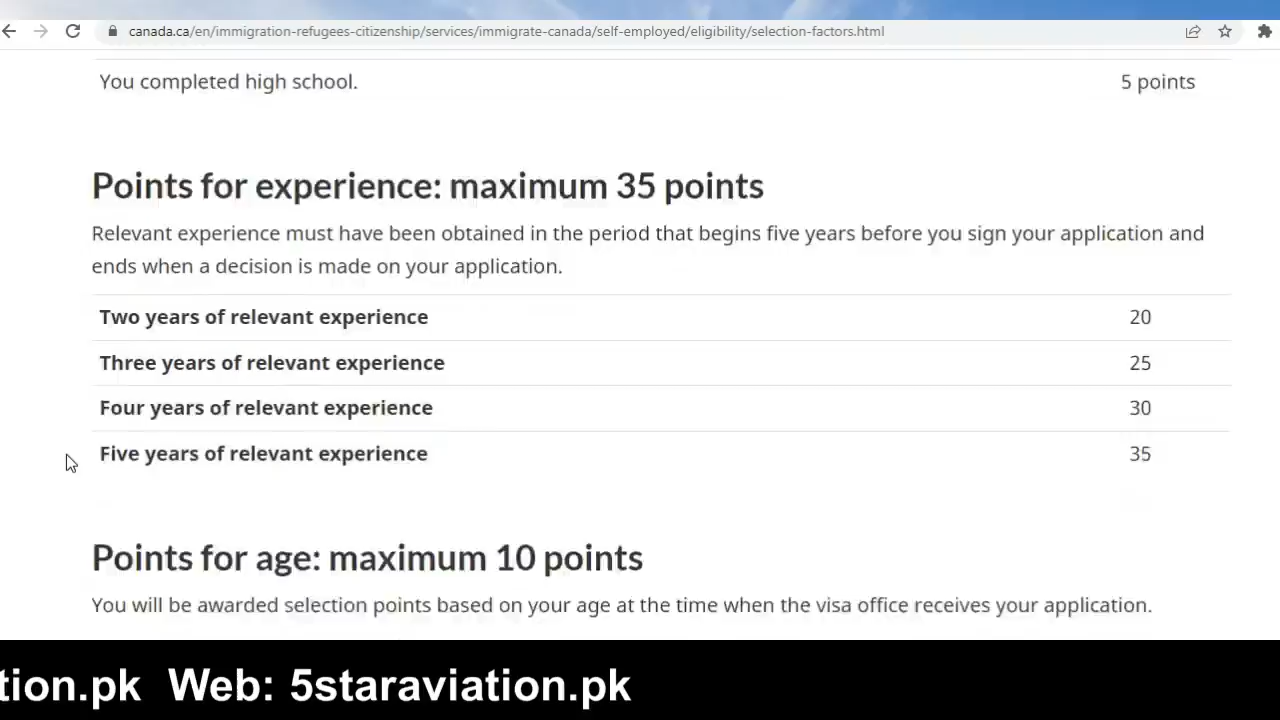 canada.ca/en/immigration-refugees-citizenship/services/immigrate-canada/self-employed/eligibility/selection-factors.html
You completed high school. 5 points
Points for experience: maximum 35 points
Relevant experience must have been obtained in the period that begins five years before you sign your application and
ends when a decision is made on your application.
Two years of relevant experience 20
Three years of relevant experience 25
Four years of relevant experience 30
Five years of relevant experience 35
Points for age: maximum 10 points
You will be awarded selection points based on your age at the time when the visa office receives your application.
tion.pk Web: 5staraviation.pk